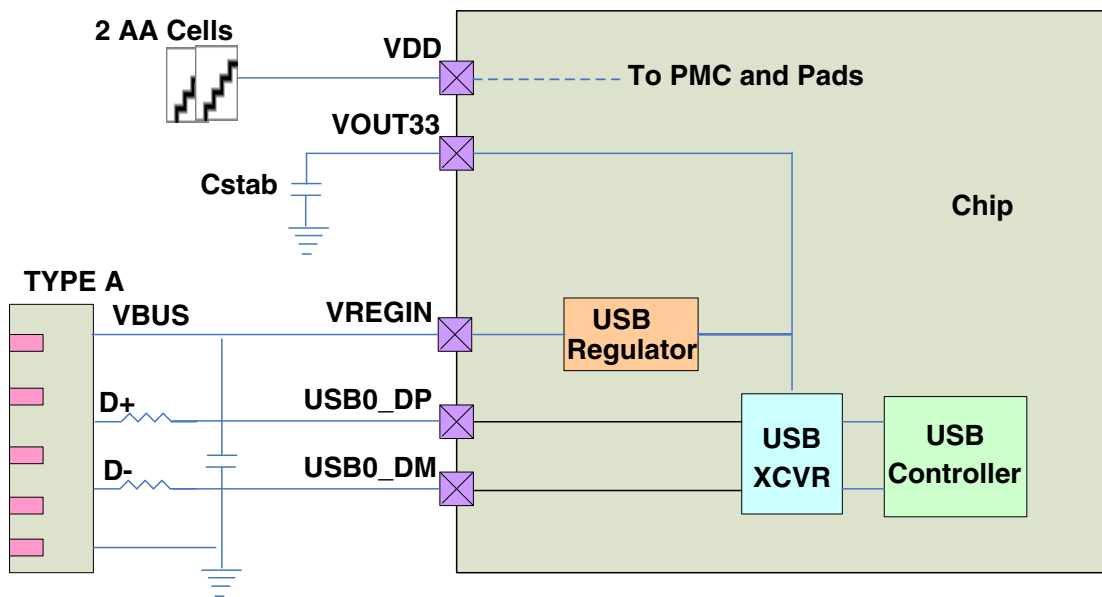 2 AA Cells
VDD
To PMC and Pads
VOUT33
Cstab
Chip
TYPE A
VBUS
VREGIN
USB
Regulator
D+
USB0_DP
D-
USB0_DM
USB
XCVR
USB
Controller